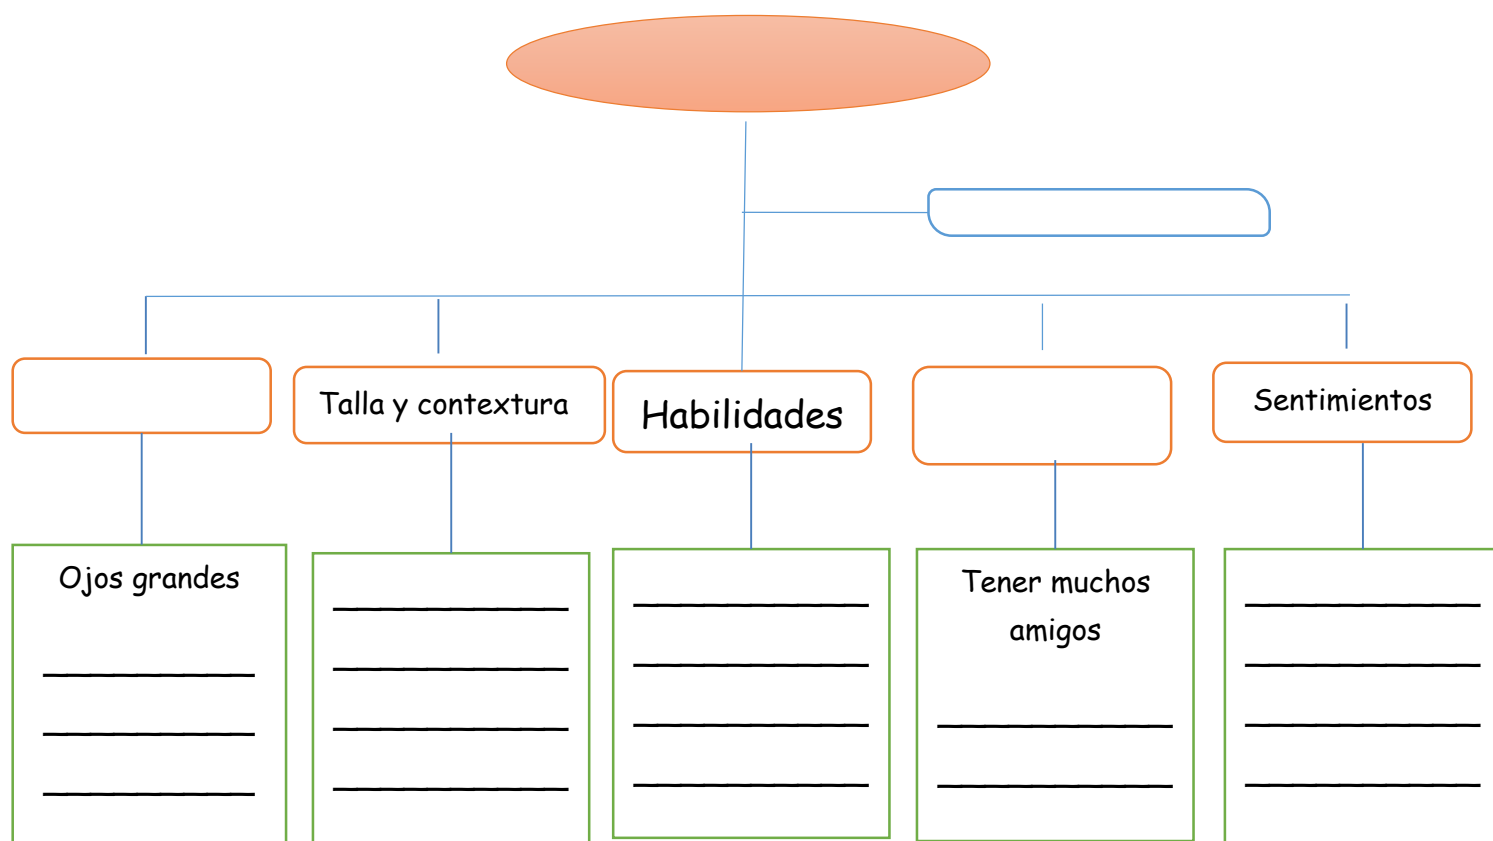 Talla y contextura
Habilidades
Sentimientos
Ojos grandes
Tener muchos
amigos